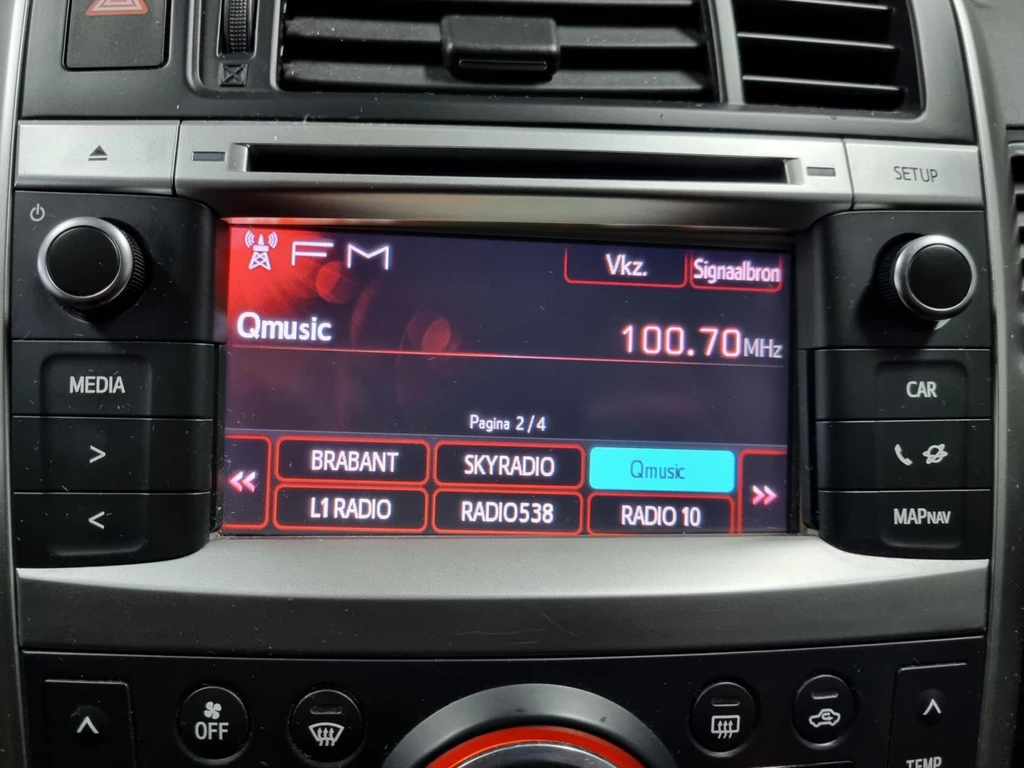 SETUP
FM
Vkz. Signaalbron
Qmusic 100.70MHz
MEDIA
CAR
Pagina 2/4
BRABANT SKYRADIO Qmusic
L1 RADIO RADIO538 RADIO 10
MAPNAV
OFF
TEMP